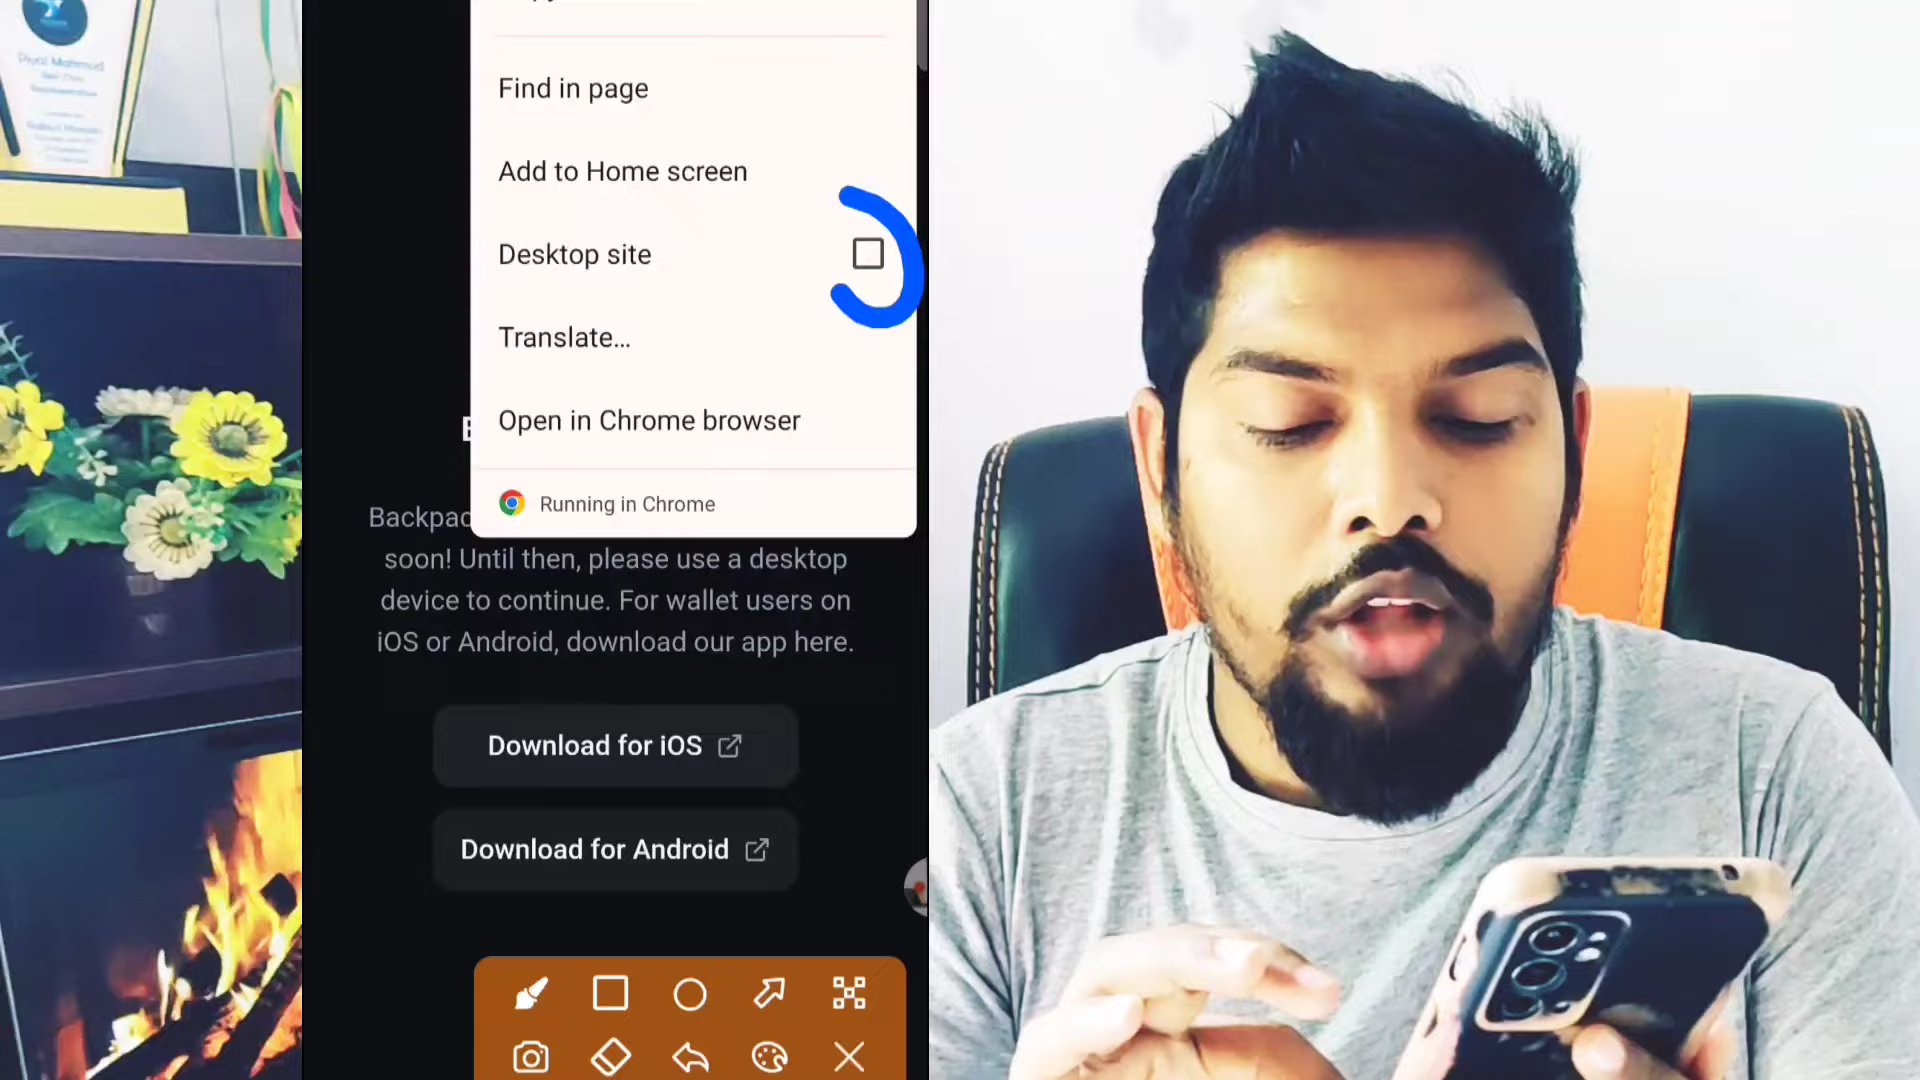 Find in page
Add to Home screen
Desktop site
Translate...
Open in Chrome browser
Running in Chrome
soon! Until then, please use a desktop
device to continue. For wallet users on
iOS or Android, download our app here.
Download for iOS
Download for Android